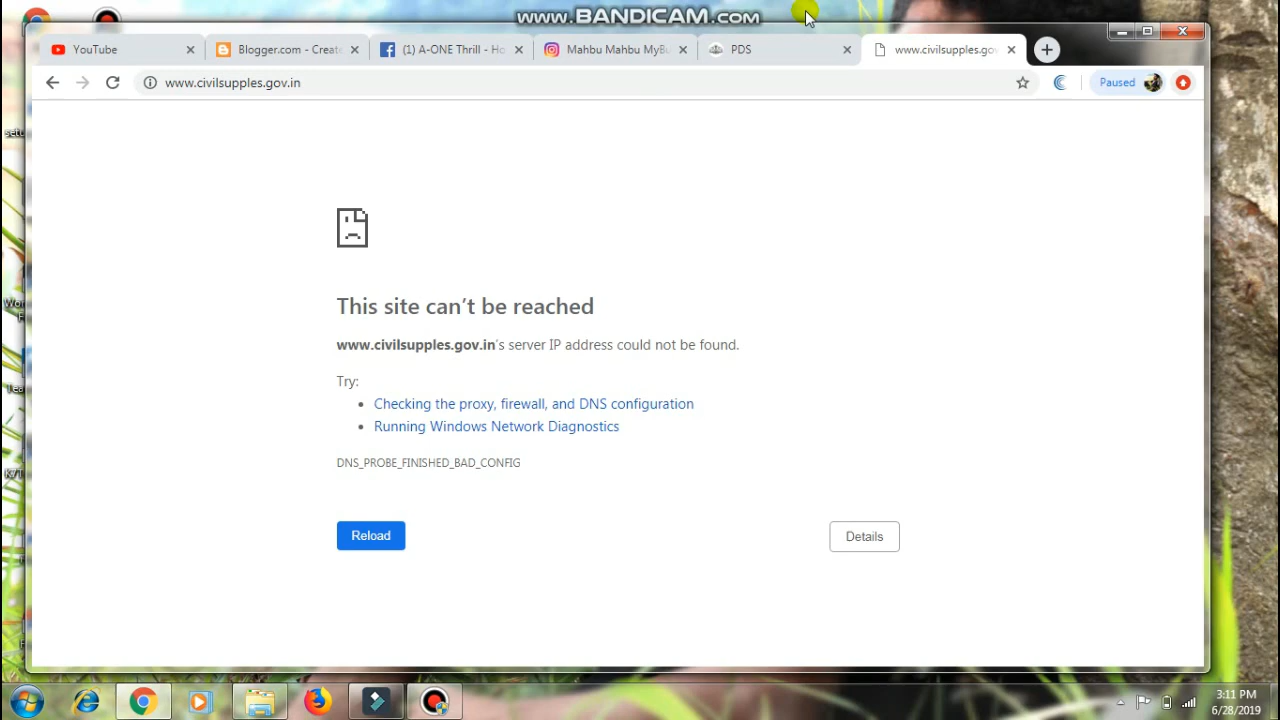 www.BANDICAM.com
YouTube
Blogger.com - Create
(1) A-ONE Thrill - Ho
Mahbu Mahbu MyBu
PDS
www.civilsupples.gov
www.civilsupples.gov.in
Paused
This site can’t be reached
www.civilsupples.gov.in’s server IP address could not be found.
Try:
Checking the proxy, firewall, and DNS configuration
Running Windows Network Diagnostics
DNS_PROBE_FINISHED_BAD_CONFIG
Reload
Details
3:11 PM
6/28/2019